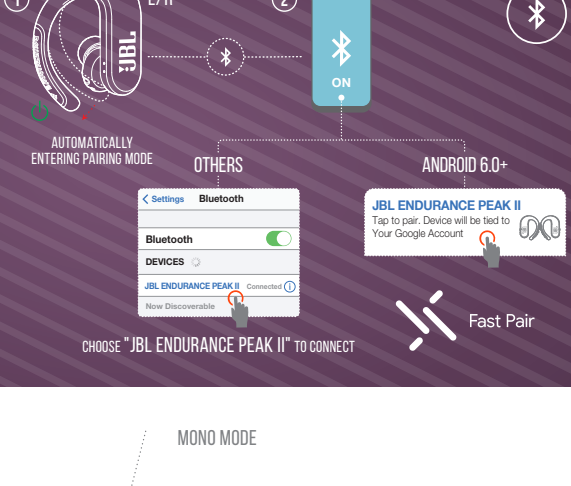 1
L/R
2
JBL
ON
AUTOMATICALLY
ENTERING PAIRING MODE
OTHERS
ANDROID 6.0+
Settings Bluetooth
Bluetooth
DEVICES
JBL ENDURANCE PEAK II Connected i
Now Discoverable
JBL ENDURANCE PEAK II
Tap to pair. Device will be tied to
Your Google Account
Fast Pair
CHOOSE "JBL ENDURANCE PEAK II" TO CONNECT
MONO MODE